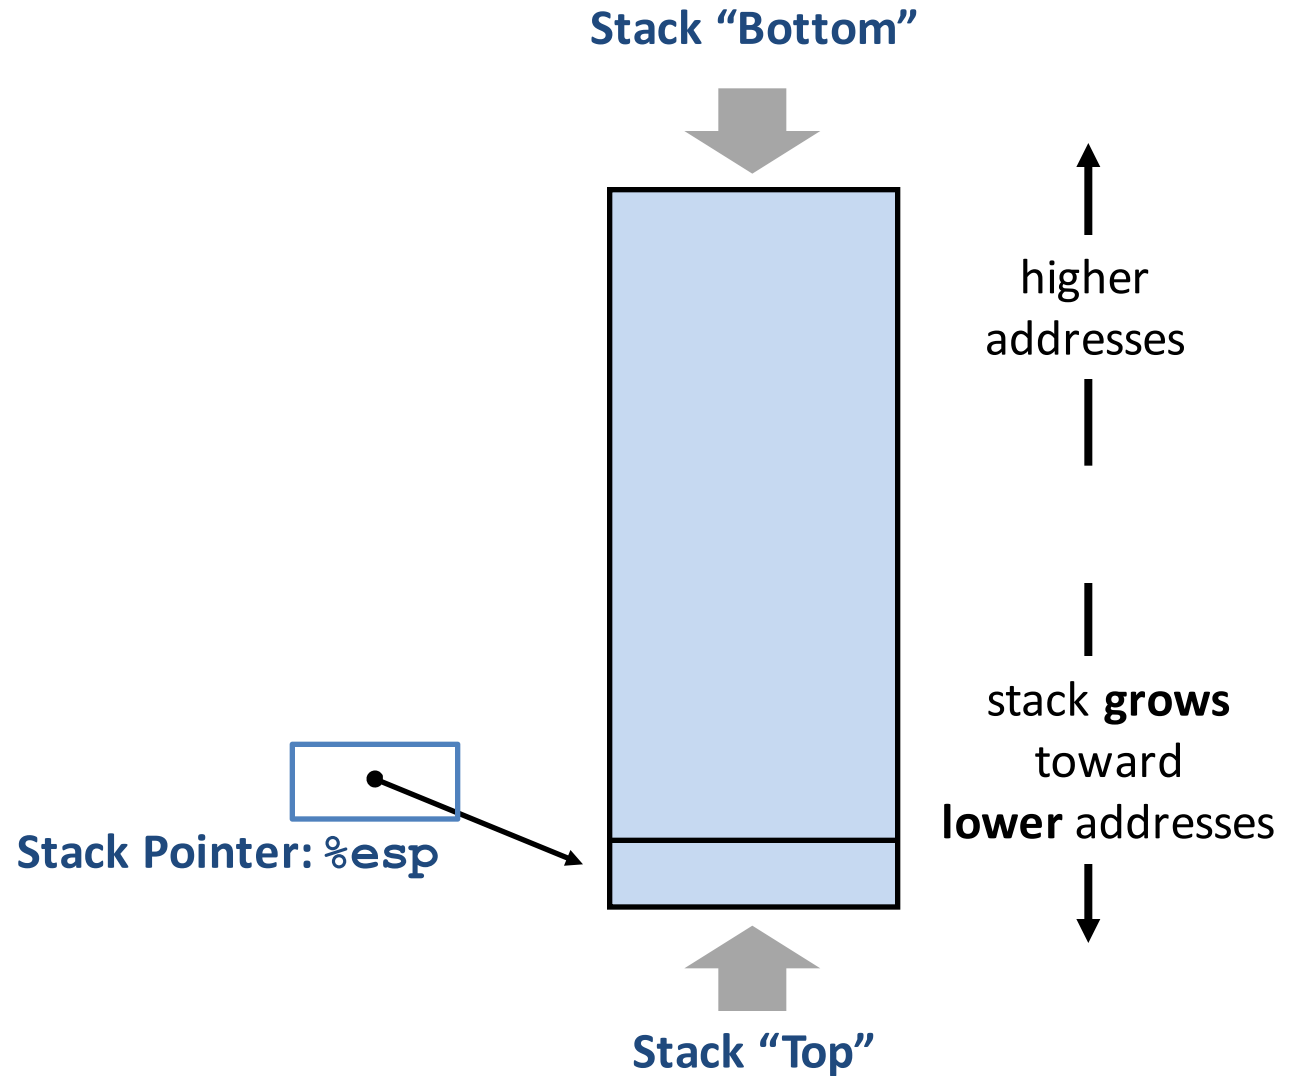 Stack “Bottom”
higher
addresses
stack grows
toward
lower addresses
Stack Pointer: %esp
Stack “Top”